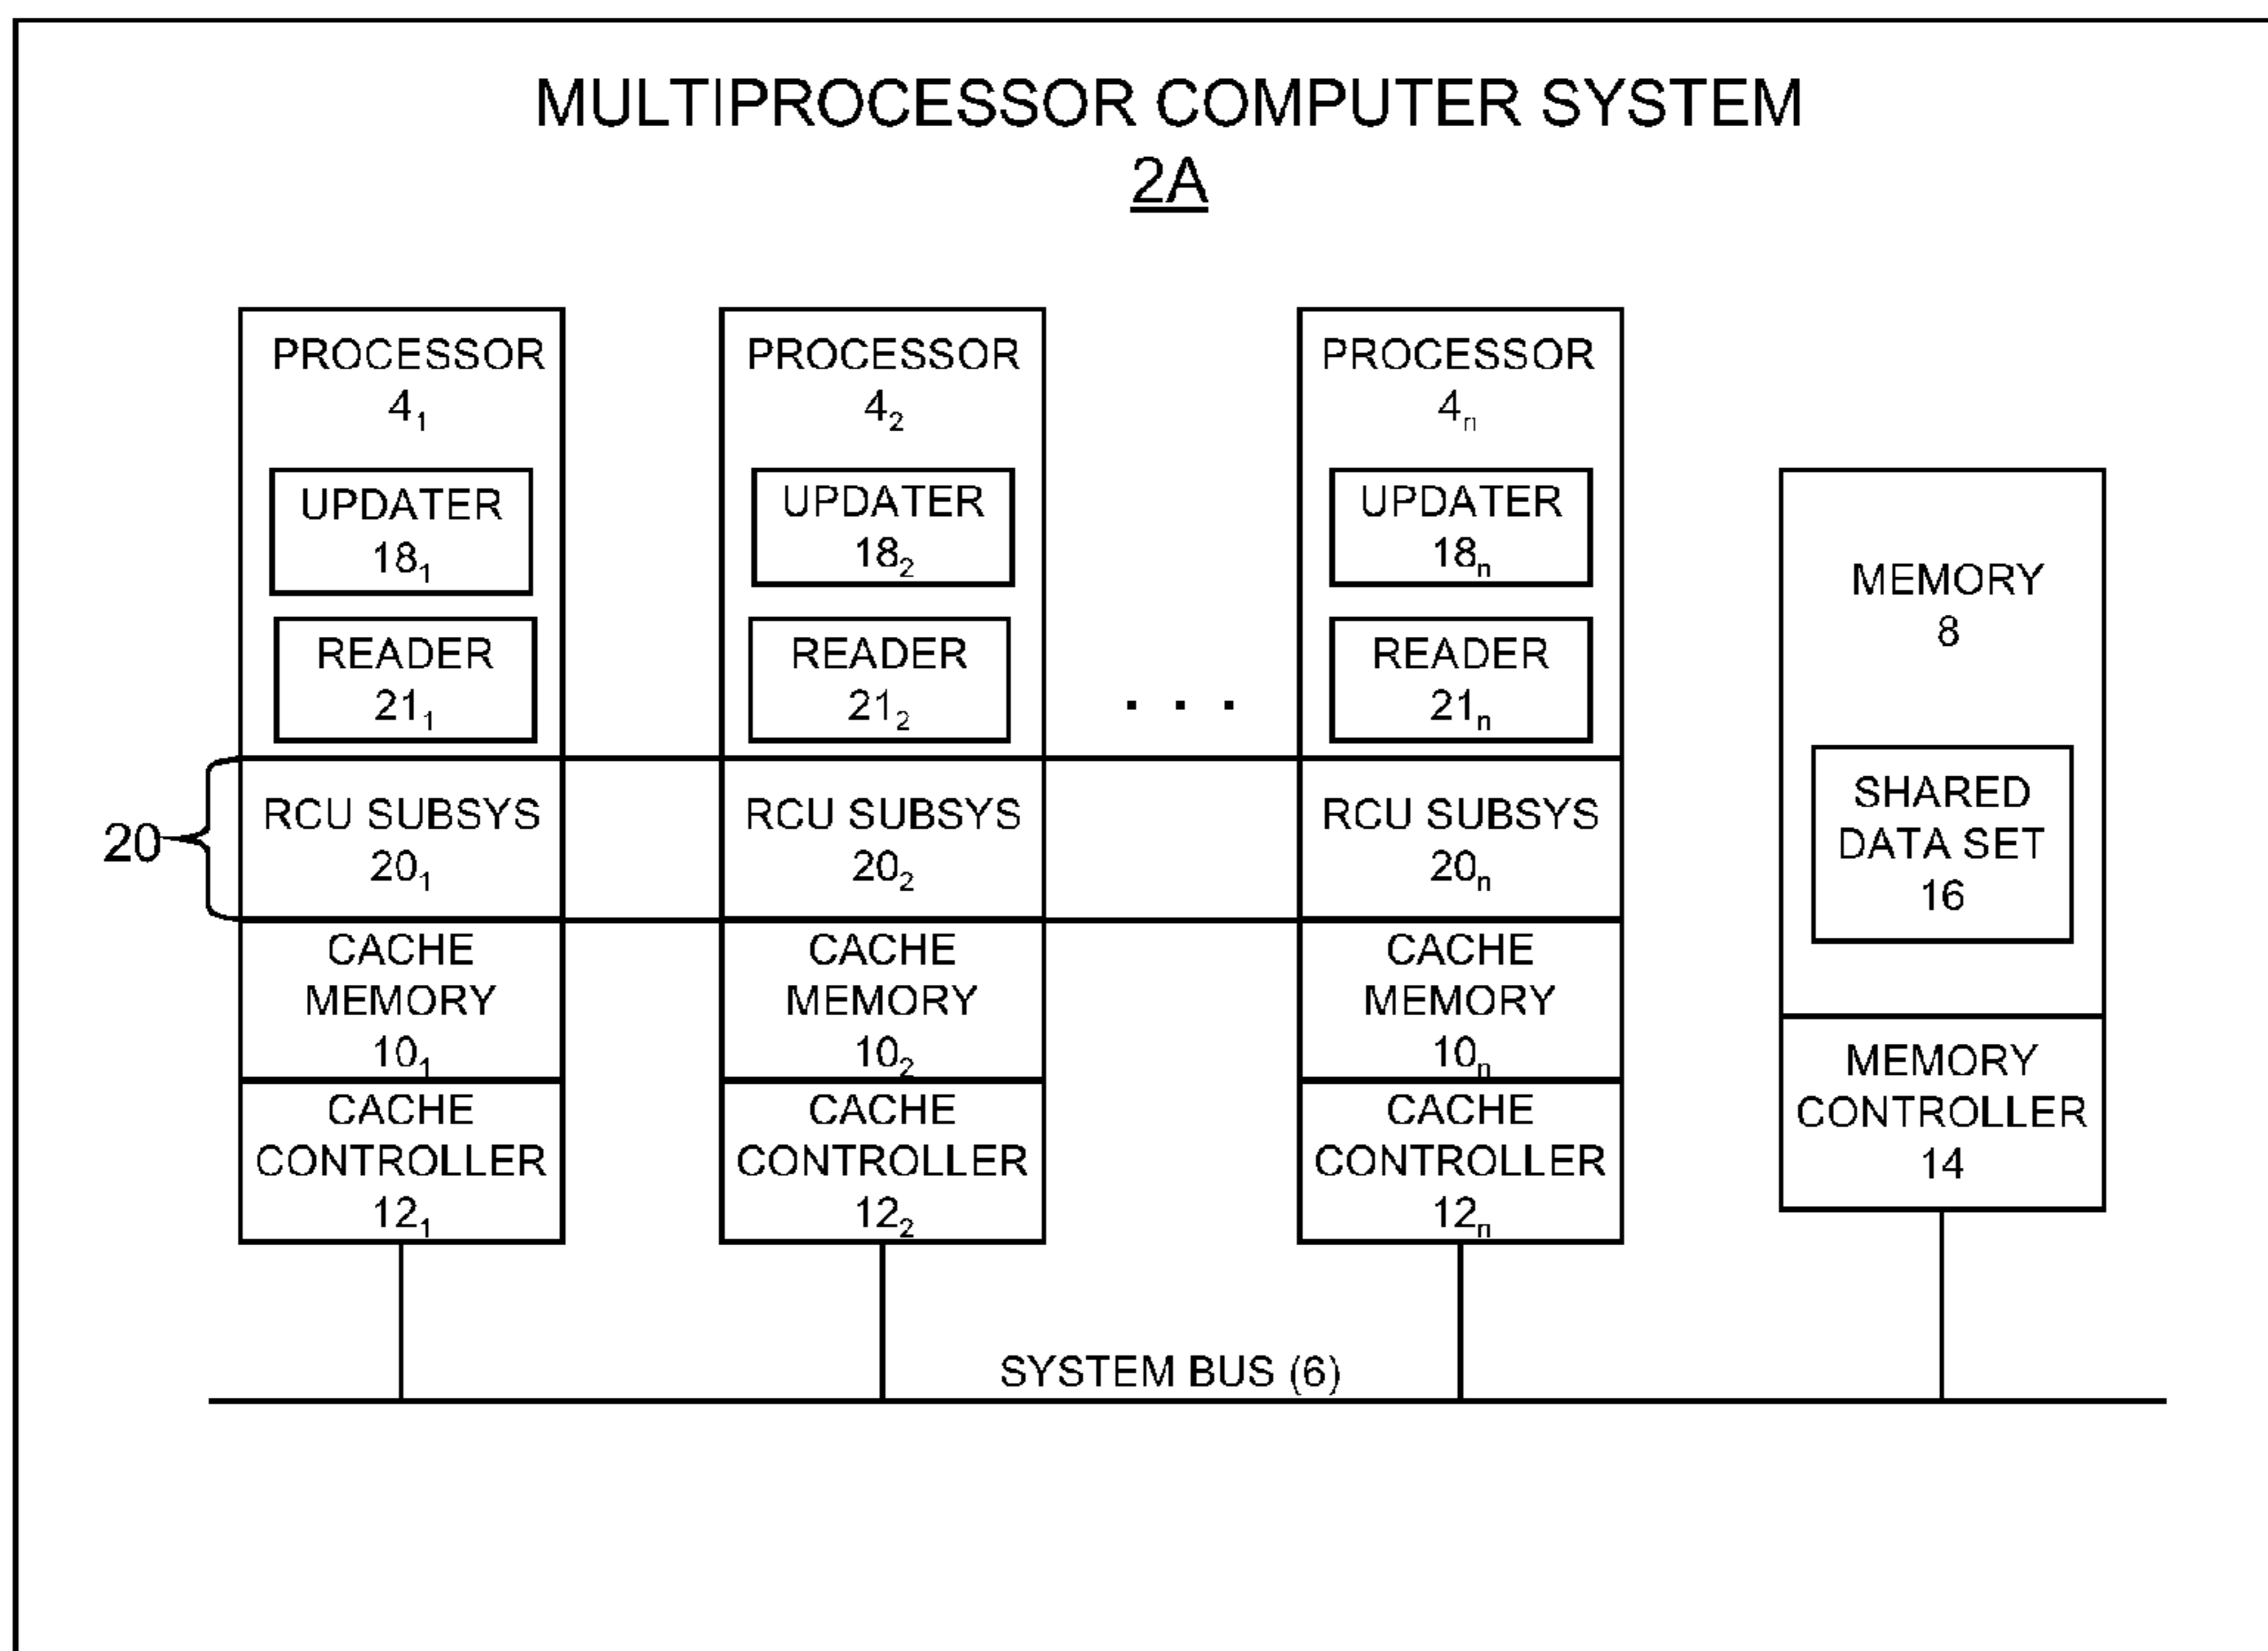 MULTIPROCESSOR COMPUTER SYSTEM
2A
PROCESSOR
4₁
UPDATER
18₁
READER
21₁
RCU SUBSYS
20₁
CACHE
MEMORY
10₁
CACHE
CONTROLLER
12₁
PROCESSOR
4₂
UPDATER
18₂
READER
21₂
RCU SUBSYS
20₂
CACHE
MEMORY
10₂
CACHE
CONTROLLER
12₂
. . .
PROCESSOR
4ₙ
UPDATER
18ₙ
READER
21ₙ
RCU SUBSYS
20ₙ
CACHE
MEMORY
10ₙ
CACHE
CONTROLLER
12ₙ
MEMORY
8
SHARED
DATA SET
16
MEMORY
CONTROLLER
14
20
SYSTEM BUS (6)